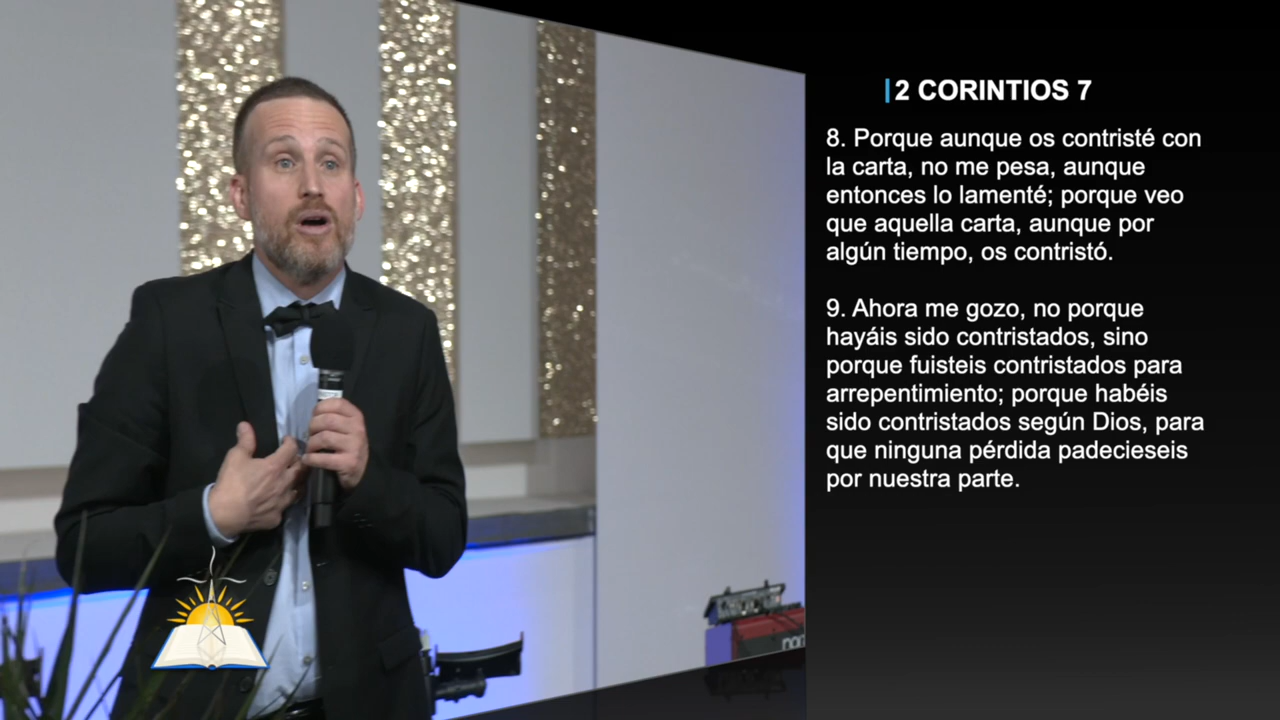 2 CORINTIOS 7
8. Porque aunque os contristé con
la carta, no me pesa, aunque
entonces lo lamenté; porque veo
que aquella carta, aunque por
algún tiempo, os contristó.
9. Ahora me gozo, no porque
hayáis sido contristados, sino
porque fuisteis contristados para
arrepentimiento; porque habéis
sido contristados según Dios, para
que ninguna pérdida padecieseis
por nuestra parte.